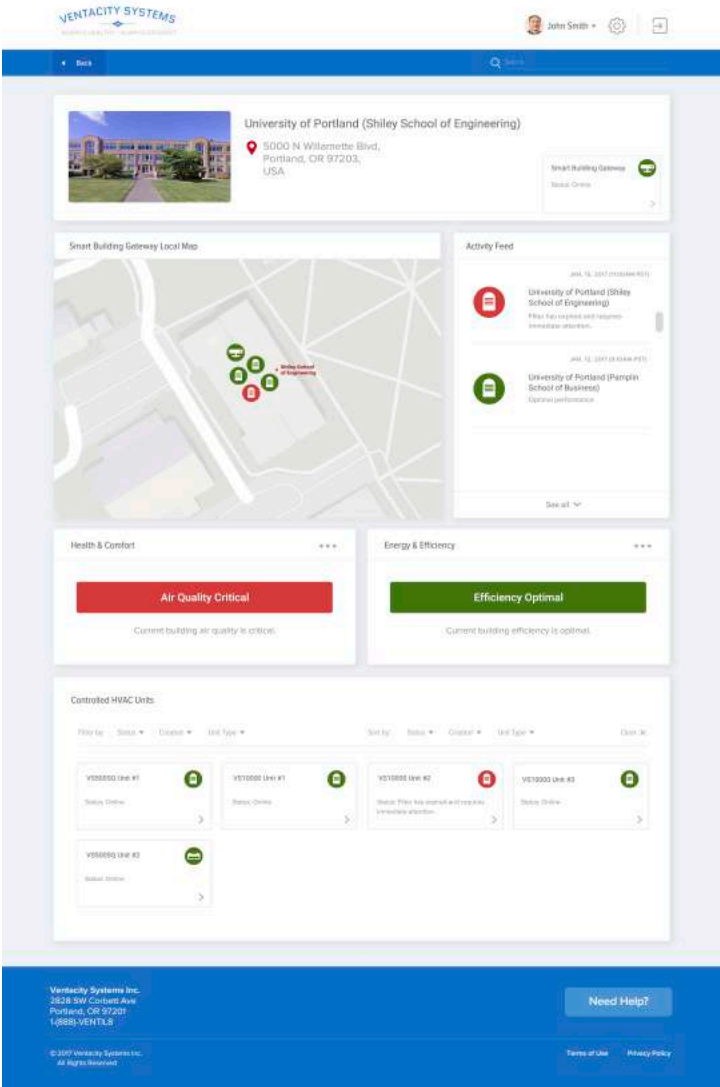 VENTACITY SYSTEMS
John Smith
Back
University of Portland (Shiley School of Engineering)
5000 N Willamette Blvd,
Portland, OR 97203,
USA
Smart Building Gateway
Status: Online
Smart Building Gateway Local Map
Shiley School
of Engineering
Activity Feed
University of Portland (Shiley
School of Engineering)
Filter has expired and requires
immediate attention.
University of Portland (Pamplin
School of Business)
Optimal performance
See all
Health & Comfort
Air Quality Critical
Current building air quality is critical.
Energy & Efficiency
Efficiency Optimal
Current building efficiency is optimal.
Controlled HVAC Units
Filter by: Status Creator Unit Type
Sort by: Status Creator Unit Type
Clear
Unit #1
Status: Online
VS1000 Unit #1
Status: Online
Unit #2
Status: Filter has expired and requires
immediate attention.
Unit #3
Status: Online
Status: Online
Ventacity Systems Inc.
2828 SW Corbett Ave
Portland, OR 97201
1-(888)-VENTIL8
Need Help?
© 2017 Ventacity Systems Inc.
All Rights Reserved
Terms of Use Privacy Policy